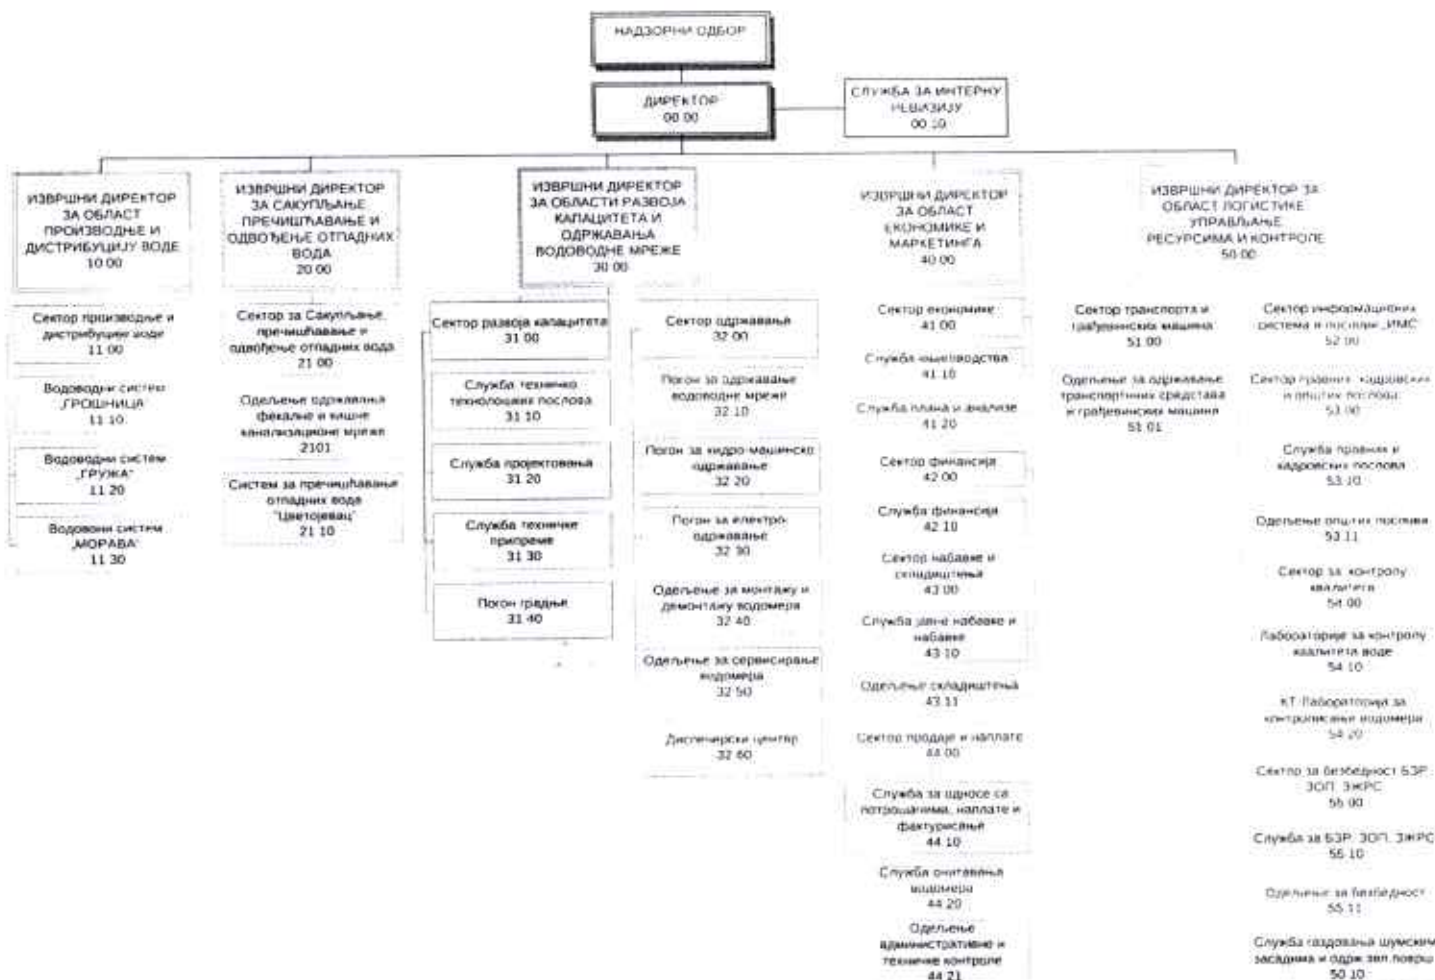 НАДЗОРНИ ОДБОР
ДИРЕКТОР
00 00
СЛУЖБА ЗА ИНТЕРНУ
РЕВИЗИЈУ
00 10
ИЗВРШНИ ДИРЕКТОР
ЗА ОБЛАСТ
ПРОИЗВОДЊЕ И
ДИСТРИБУЦИЈУ ВОДЕ
10 00
ИЗВРШНИ ДИРЕКТОР
ЗА САКУПЉАЊЕ
ПРЕЧИШЋАВАЊЕ И
ОДВОЂЕЊЕ ОТПАДНИХ
ВОДА
20 00
ИЗВРШНИ ДИРЕКТОР
ЗА ОБЛАСТИ РАЗВОЈА
КАПАЦИТЕТА И
ОДРЖАВАЊА
ВОДОВОДНЕ МРЕЖЕ
30 00
ИЗВРШНИ ДИРЕКТОР
ЗА ОБЛАСТ
ЕКОНОМИКЕ И
МАРКЕТИНГА
40 00
ИЗВРШНИ ДИРЕКТОР ЗА
ОБЛАСТ ЛОГИСТИКЕ
УПРАВЉАЊЕ
РЕСУРСИМА И КОНТРОЛЕ
50 00
Сектор производње и
дистрибуције воде
11 00
Водоводни систем
„ГРОШНИЦА"
11 10
Водоводни систем
„ГРУЖА"
11 20
Водовони систем
„МОРАВА"
11 30
Сектор за Сакупљање,
пречишћавање и
одвођење отпадних вода
21 00
Одељење одржавања
фекалне и кишне
канализационе мреже
2101
Систем за пречишћавање
отпадних вода
"Цветојевац"
21 10
Сектор развоја капацитета
31 00
Служба техничко
технолошких послова
31 10
Служба пројектовања
31 20
Служба техничке
припреме
31 30
Погон градње
31 40
Сектор одржавања
32 00
Погон за одржавање
водоводне мреже
32 10
Погон за хидро-машинско
одржавање
32 20
Погон за електро-
одржавање
32 30
Одељење за монтажу и
демонтажу водомера
32 40
Одељење за сервисирање
водомера
32 50
Диспечерски центар
32 60
Сектор економике
41 00
Служба књиговодства
41 10
Служба плана и анализе
41 20
Сектор финансија
42 00
Служба финансија
42 10
Сектор набавке и
складиштења
43 00
Служба јавне набавке и
набавке
43 10
Одељење складиштења
43 11
Сектор продаје и наплате
44 00
Служба за односе са
потрошачима, наплате и
фактурисање
44 10
Служба очитавања
водомера
44 20
Одељење
административне и
техничке контроле
44 21
Сектор транспорта и
грађевинских машина
51 00
Одељење за одржавање
транспортних средстава
и грађевинских машина
51 01
Сектор информационих
система и послови „ИМС"
52 00
Сектор правних, кадровских
и општих послова
53 00
Служба правних и
кадровских послова
53 10
Одељење општих послова
53 11
Сектор за контролу
квалитета
54 00
Лабораторије за контролу
квалитета воде
54 10
КТ Лабораторија за
контролисање водомера
54 20
Сектор за безбедност БЗР
ЗОП, ЗЖРС
55 00
Служба за БЗР, ЗОП, ЗЖРС
55 10
Одељење за безбедност
55 11
Служба газдовања шумским
засадима и одрж зел површ
50 10